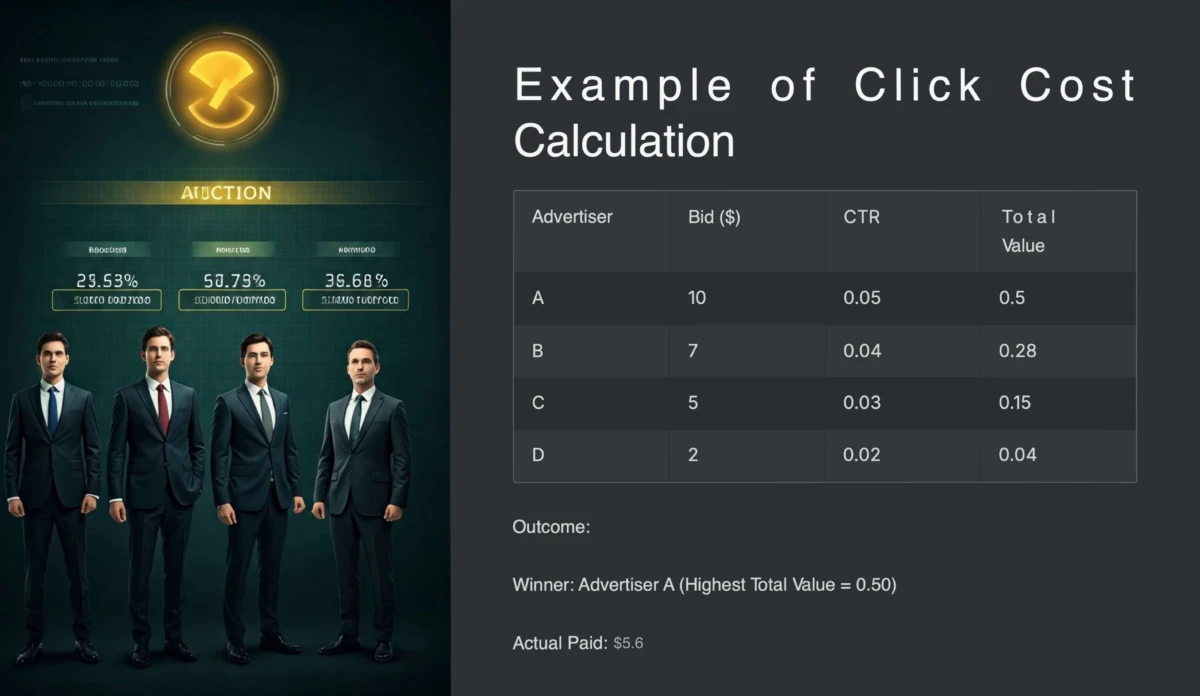 AUCTION
23.53%
50.73%
36.68%
Example of Click Cost
Calculation
Advertiser Bid ($) CTR Total
Value
A 10 0.05 0.5
B 7 0.04 0.28
C 5 0.03 0.15
D 2 0.02 0.04
Outcome:
Winner: Advertiser A (Highest Total Value = 0.50)
Actual Paid: $5.6